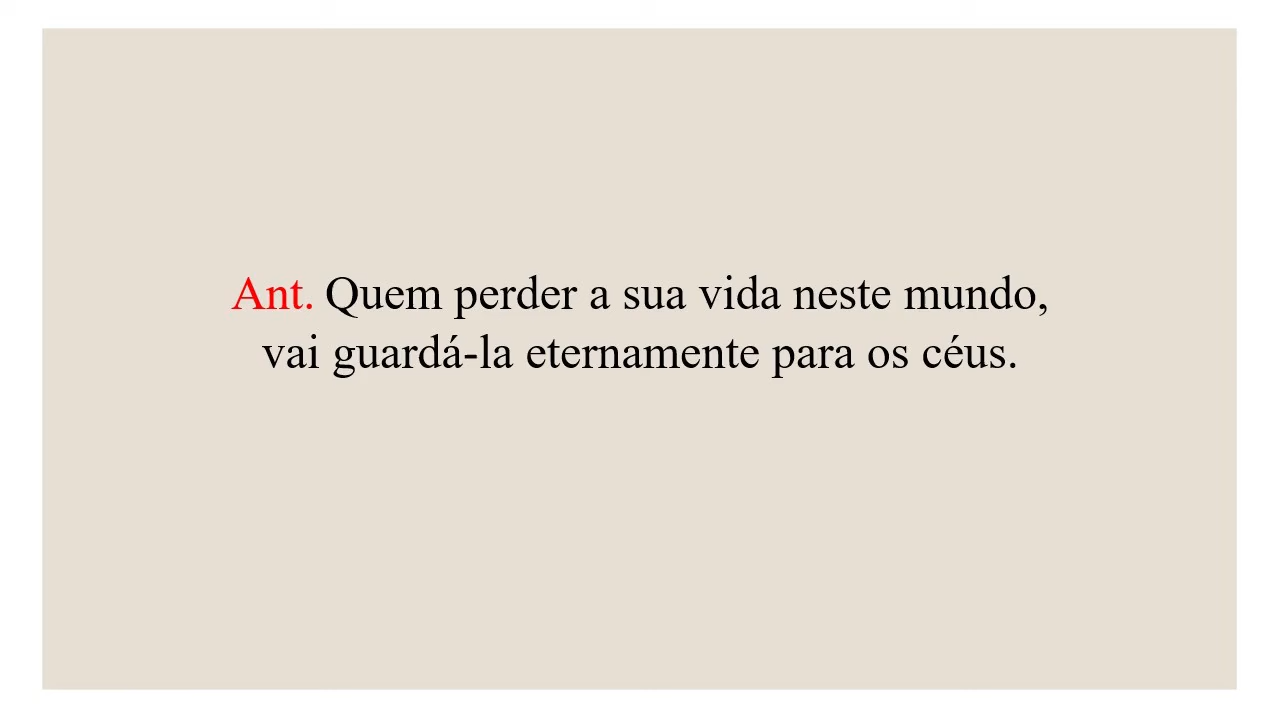 Ant. Quem perder a sua vida neste mundo,
vai guardá-la eternamente para os céus.